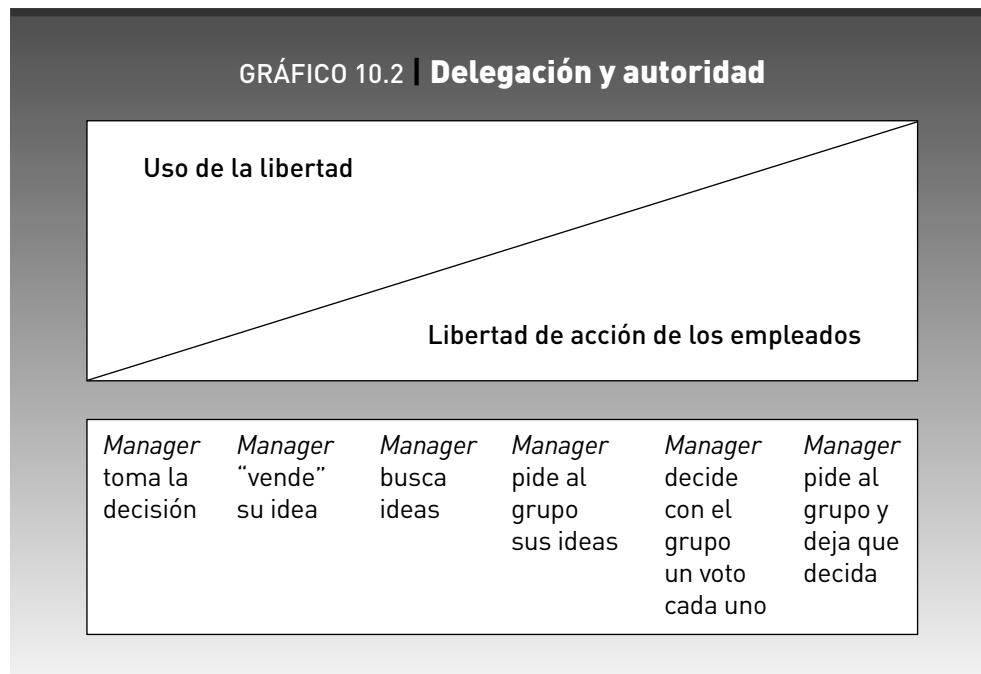 GRÁFICO 10.2 | Delegación y autoridad
Uso de la libertad
Libertad de acción de los empleados
Manager
toma la
decisión
Manager
“vende”
su idea
Manager
busca
ideas
Manager
pide al
grupo
sus ideas
Manager
decide
con el
grupo
un voto
cada uno
Manager
pide al
grupo y
deja que
decida